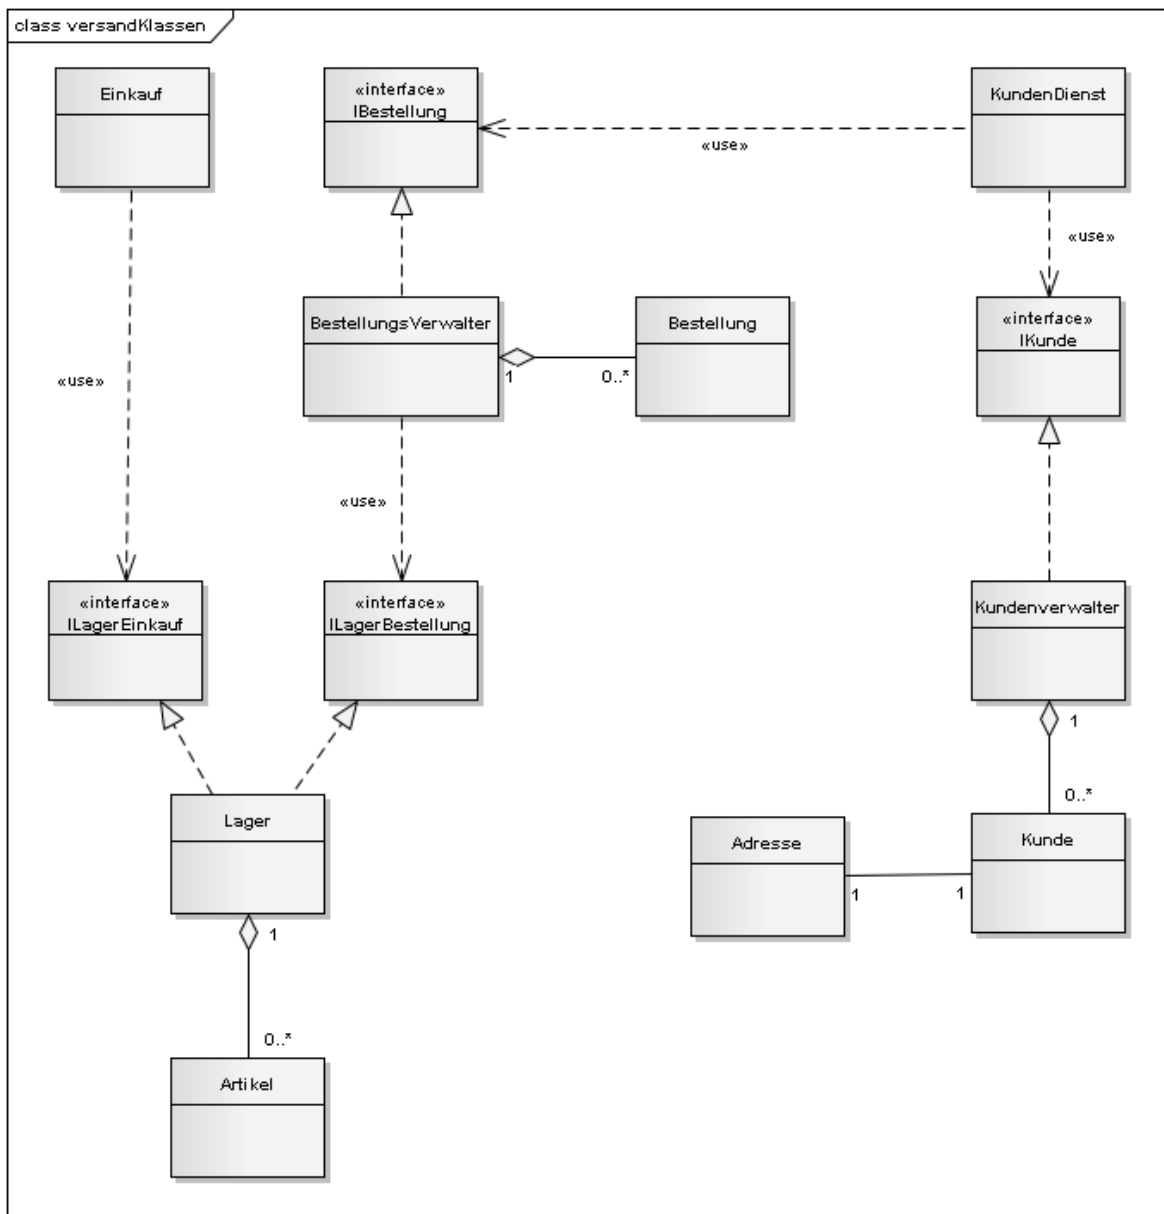 class versandKlassen
Einkauf
«interface»
IBestellung
KundenDienst
«use»
«use»
BestellungsVerwalter
Bestellung
«interface»
IKunde
1
0..*
«use»
«use»
«interface»
ILagerEinkauf
«interface»
ILagerBestellung
Kundenverwalter
1
0..*
Lager
Adresse
Kunde
1
1
1
0..*
Artikel